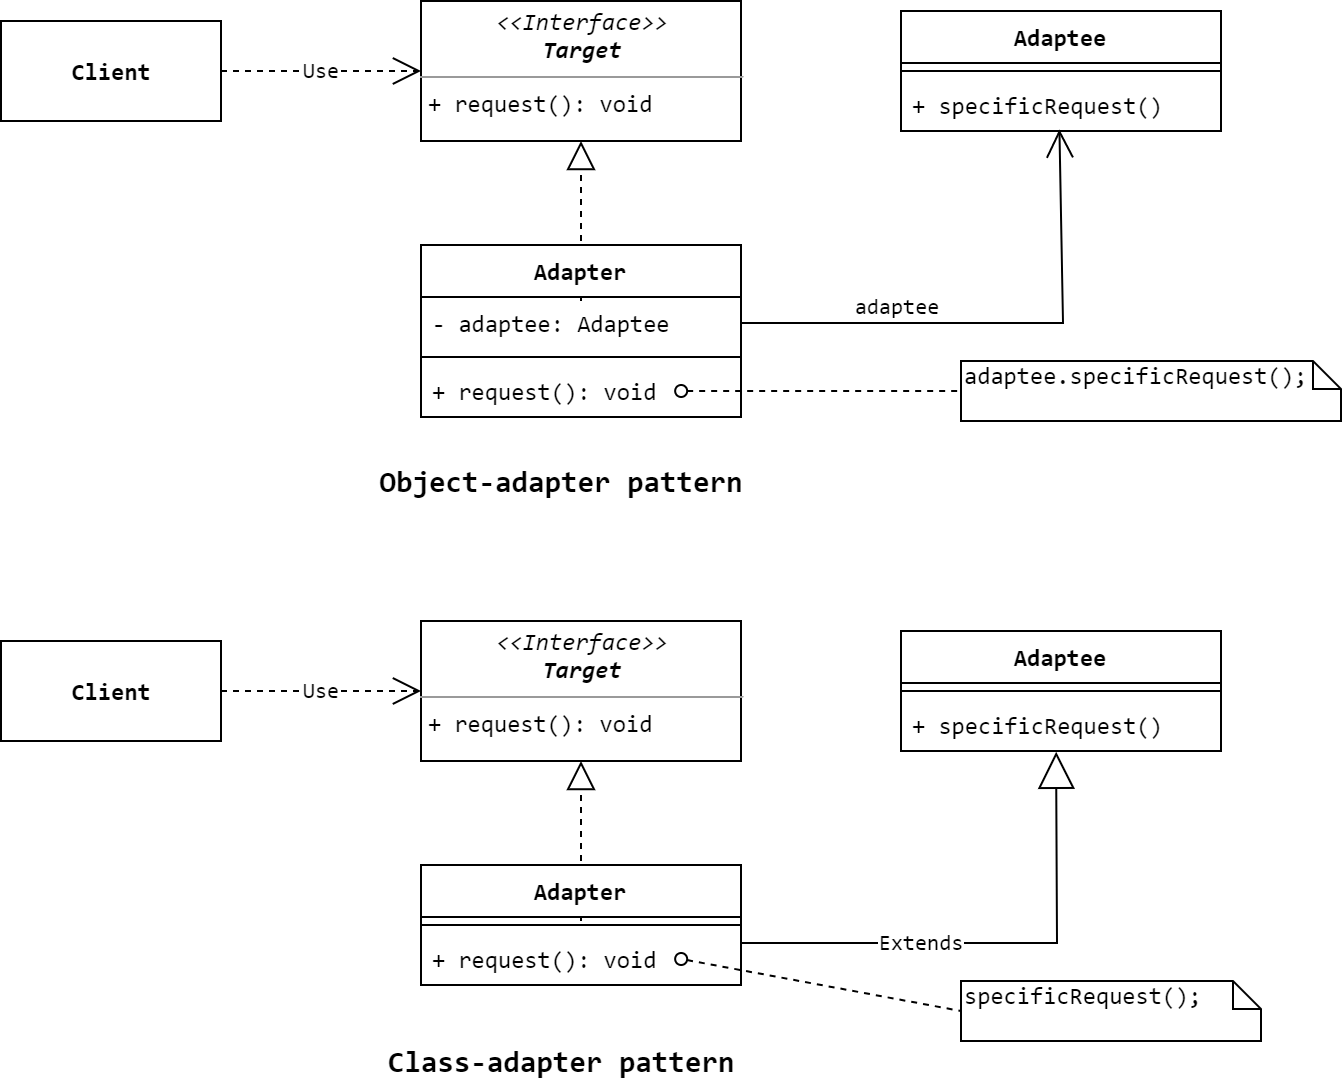 <<Interface>>
Target
Client
Use
+ request(): void
Adaptee
+ specificRequest()
Adapter
- adaptee: Adaptee
+ request(): void
adaptee
adaptee.specificRequest();
Object-adapter pattern
<<Interface>>
Target
Client
Use
+ request(): void
Adaptee
+ specificRequest()
Adapter
+ request(): void
Extends
specificRequest();
Class-adapter pattern